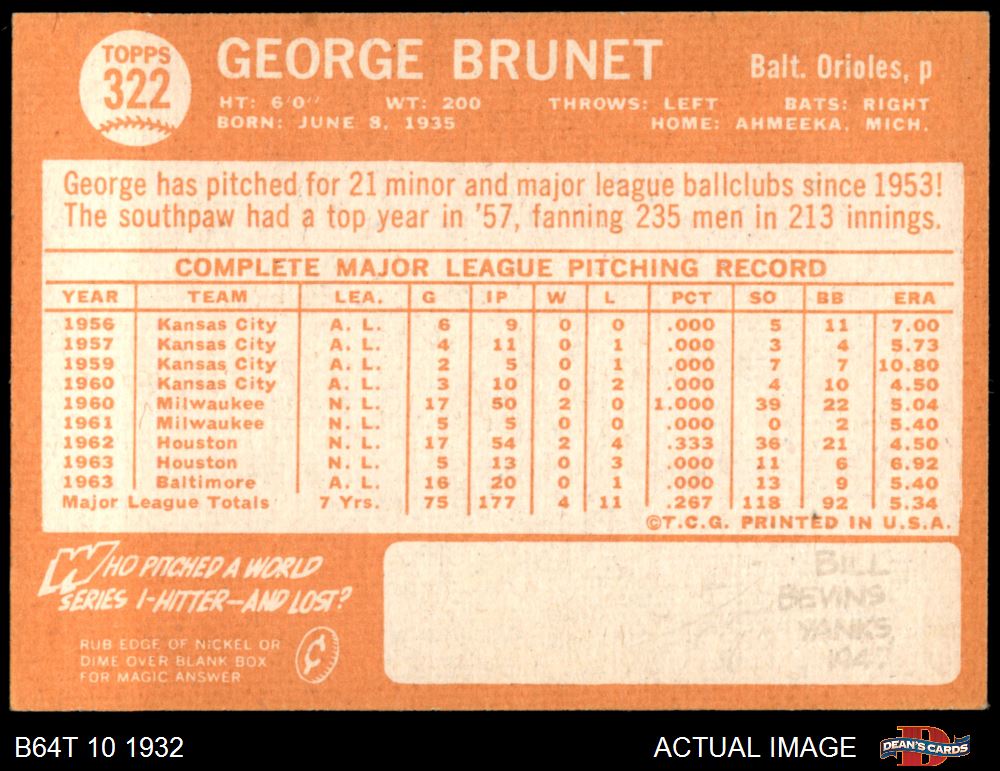 TOPPS
322
GEORGE BRUNET
Balt. Orioles, p
HT: 6'0" WT: 200 THROWS: LEFT BATS: RIGHT
BORN: JUNE 8, 1935 HOME: AHMEEKA, MICH.
George has pitched for 21 minor and major league ballclubs since 1953!
The southpaw had a top year in '57, fanning 235 men in 213 innings.
COMPLETE MAJOR LEAGUE PITCHING RECORD
YEAR TEAM LEA. G IP W L PCT SO BB ERA
1956 Kansas City A. L. 6 9 0 0 .000 5 11 7.00
1957 Kansas City A. L. 4 11 0 1 .000 3 4 5.73
1959 Kansas City A. L. 2 5 0 1 .000 7 7 10.80
1960 Kansas City A. L. 3 10 0 2 .000 4 10 4.50
1960 Milwaukee N. L. 17 50 2 0 1.000 39 22 5.04
1961 Milwaukee N. L. 5 5 0 0 .000 0 2 5.40
1962 Houston N. L. 17 54 2 4 .333 36 21 4.50
1963 Houston N. L. 5 13 0 3 .000 11 6 6.92
1963 Baltimore A. L. 16 20 0 1 .000 13 9 5.40
Major League Totals 7 Yrs. 75 177 4 11 .267 118 92 5.34
©T.C.G. PRINTED IN U.S.A.
WHO PITCHED A WORLD
SERIES 1-HITTER—AND LOST?
RUB EDGE OF NICKEL OR
DIME OVER BLANK BOX
FOR MAGIC ANSWER
¢
BILL
BEVINS
YANKS
1947
B64T 10 1932
ACTUAL IMAGE
D
DEAN'S CARDS